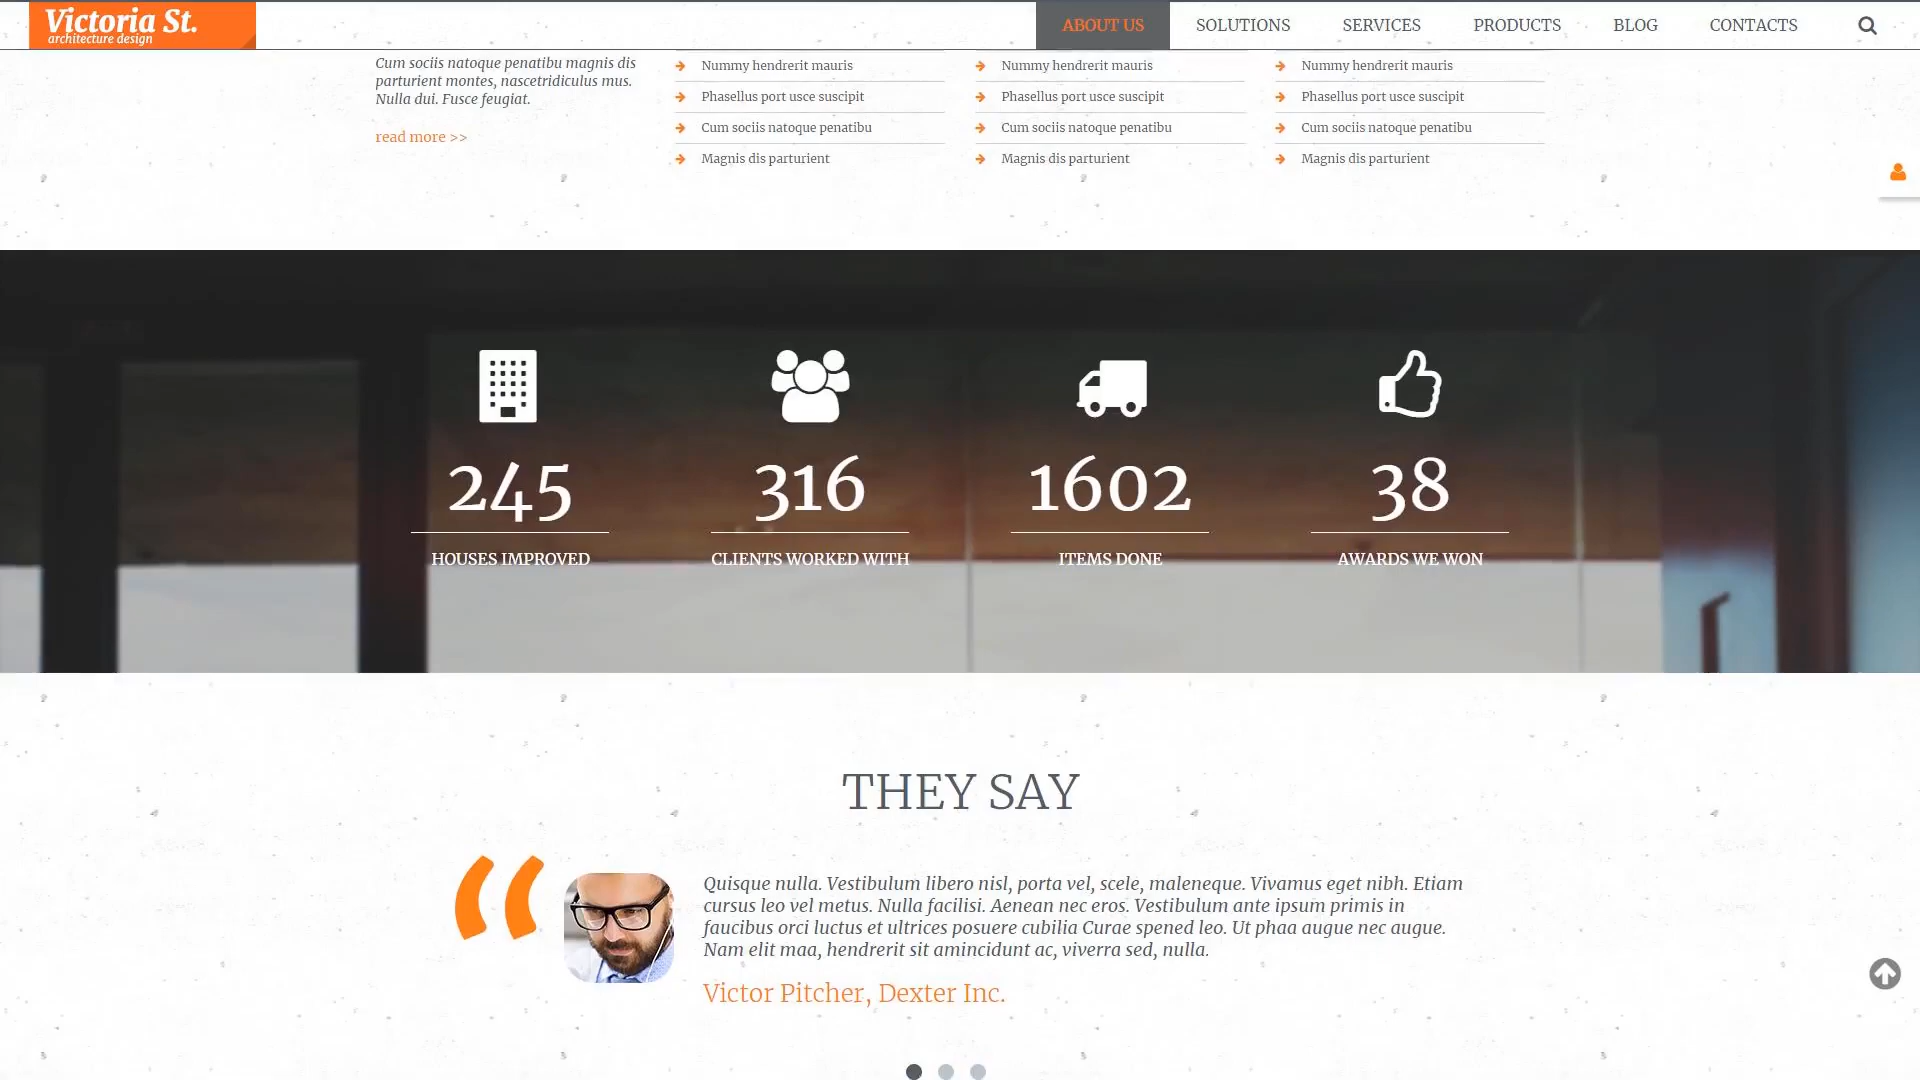 Victoria St.
architecture design
ABOUT US SOLUTIONS SERVICES PRODUCTS BLOG CONTACTS
Cum sociis natoque penatibu magnis dis
parturient montes, nascetridiculus mus.
Nulla dui. Fusce feugiat.
read more >>
Nummy hendrerit mauris
Phasellus port usce suscipit
Cum sociis natoque penatibu
Magnis dis parturient
Nummy hendrerit mauris
Phasellus port usce suscipit
Cum sociis natoque penatibu
Magnis dis parturient
Nummy hendrerit mauris
Phasellus port usce suscipit
Cum sociis natoque penatibu
Magnis dis parturient
245
HOUSES IMPROVED
316
CLIENTS WORKED WITH
1602
ITEMS DONE
38
AWARDS WE WON
THEY SAY
“
Quisque nulla. Vestibulum libero nisl, porta vel, scele, maleneque. Vivamus eget nibh. Etiam
cursus leo vel metus. Nulla facilisi. Aenean nec eros. Vestibulum ante ipsum primis in
faucibus orci luctus et ultrices posuere cubilia Curae spened leo. Ut phaa augue nec augue.
Nam elit maa, hendrerit sit amincidunt ac, viverra sed, nulla.
Victor Pitcher, Dexter Inc.